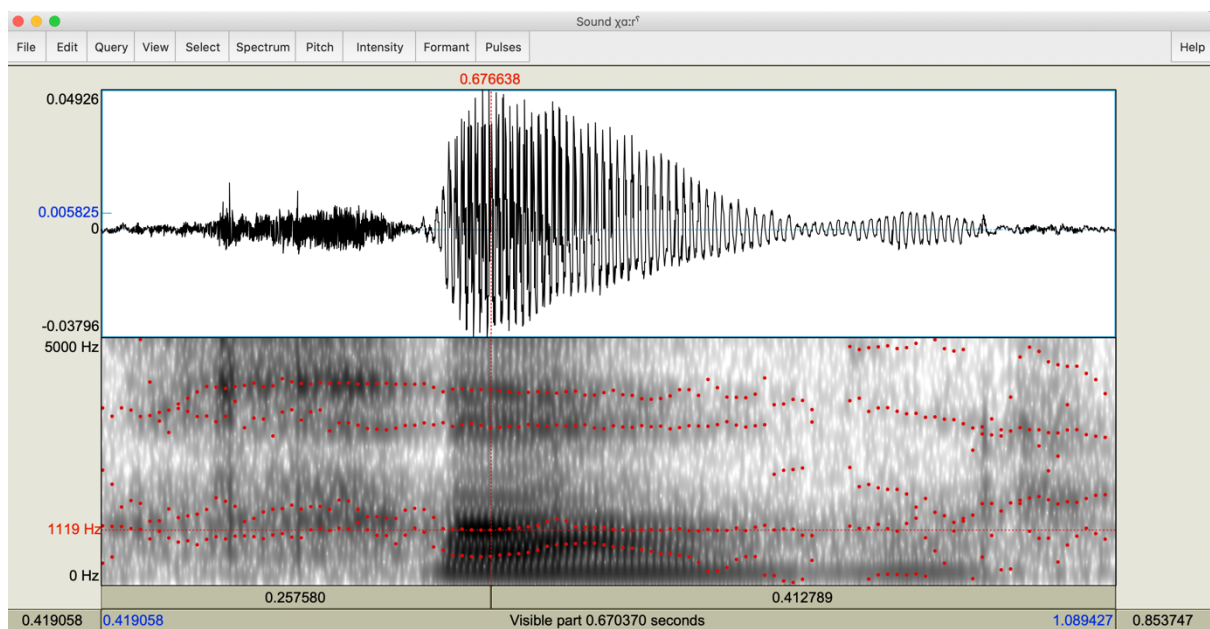 Sound χɑːrˤ
File Edit Query View Select Spectrum Pitch Intensity Formant Pulses Help
0.676638
0.04926
0.005825
0
-0.03796
5000 Hz
1119 Hz
0 Hz
0.257580 0.412789
0.419058 0.419058 Visible part 0.670370 seconds 1.089427 0.853747